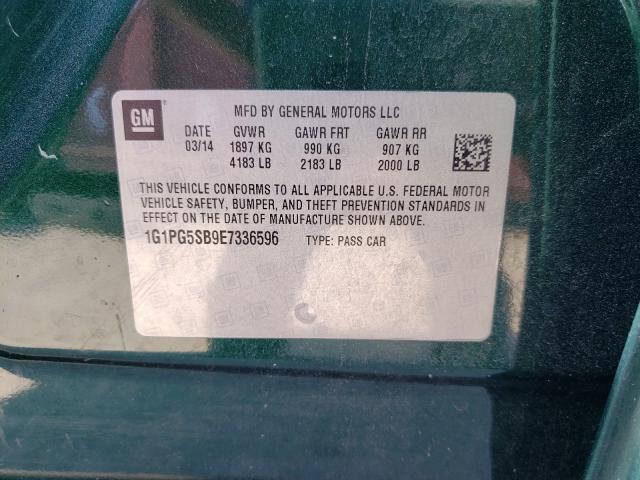 GM ®
MFD BY GENERAL MOTORS LLC
DATE GVWR GAWR FRT GAWR RR
03/14 1897 KG 990 KG 907 KG
4183 LB 2183 LB 2000 LB
THIS VEHICLE CONFORMS TO ALL APPLICABLE U.S. FEDERAL MOTOR
VEHICLE SAFETY, BUMPER, AND THEFT PREVENTION STANDARDS IN
EFFECT ON THE DATE OF MANUFACTURE SHOWN ABOVE.
1G1PG5SB9E7336596 TYPE: PASS CAR